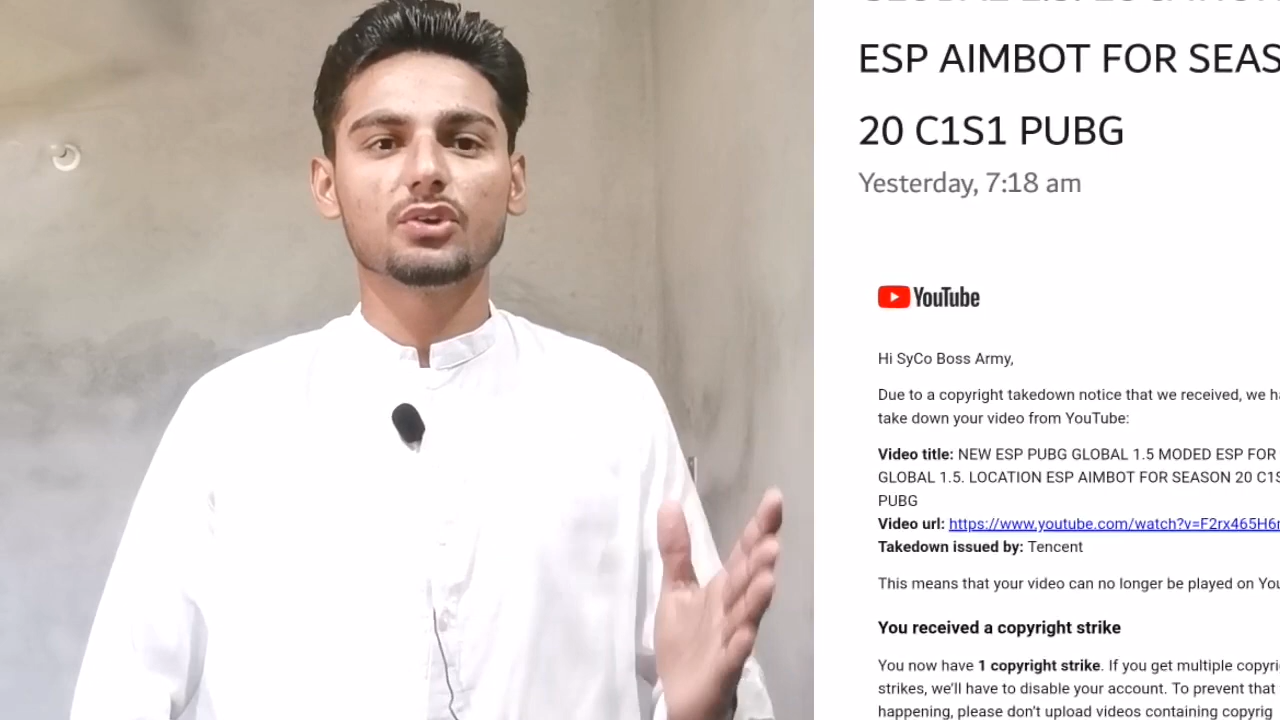 ESP AIMBOT FOR SEAS
20 C1S1 PUBG
Yesterday, 7:18 am
YouTube
Hi SyCo Boss Army,
Due to a copyright takedown notice that we received, we ha
take down your video from YouTube:
Video title: NEW ESP PUBG GLOBAL 1.5 MODED ESP FOR
GLOBAL 1.5. LOCATION ESP AIMBOT FOR SEASON 20 C1S
PUBG
Video url: https://www.youtube.com/watch?v=F2rx465H6r
Takedown issued by: Tencent
This means that your video can no longer be played on You
You received a copyright strike
You now have 1 copyright strike. If you get multiple copyri
strikes, we'll have to disable your account. To prevent that
happening, please don't upload videos containing copyrig